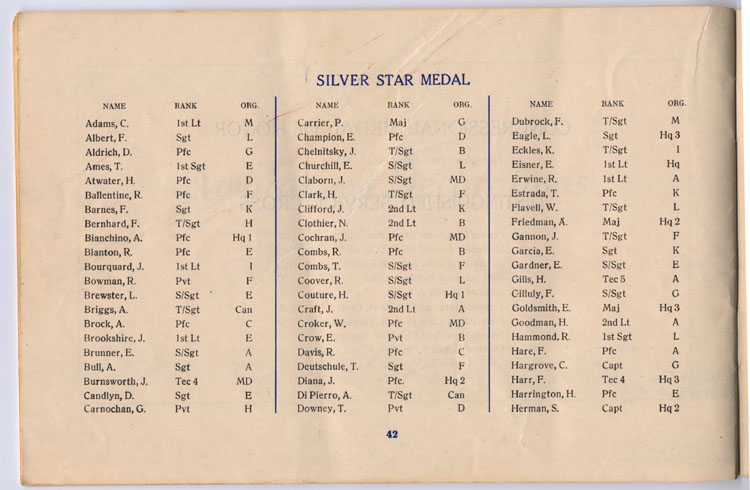 SILVER STAR MEDAL
NAME RANK ORG.
Adams, C. 1st Lt M
Albert, F. Sgt L
Aldrich, D. Pfc G
Ames, T. 1st Sgt E
Atwater, H. Pfc D
Ballentine, R. Pfc L
Barnes, F. Sgt K
Bernhard, F. T/Sgt H
Bianchino, A. Pfc Hq 1
Blanton, R. Pfc E
Bourquard, J. 1st Lt I
Bowman, R. Pvt F
Brewster, L. S/Sgt E
Briggs, A. T/Sgt Can
Brock, A. Pfc C
Brookshire, J. 1st Lt E
Brunner, E. S/Sgt A
Bull, A. Sgt A
Burnsworth, J. Tec 4 MD
Candlyn, D. Sgt E
Carnochan, G. Pvt H
NAME RANK ORG.
Carrier, P. Maj G
Champion, E. Pfc D
Chelnitsky, J. T/Sgt B
Churchill, E. S/Sgt G
Claborn, J. S/Sgt MD
Clark, H. T/Sgt L
Clifford, J. 2nd Lt K
Clothier, N. 2nd Lt B
Cochran, J. Pfc MD
Combs, R. Pfc B
Combs, T. S/Sgt F
Coover, R. S/Sgt L
Couture, H. S/Sgt Hq 1
Craft, J. 2nd Lt A
Croker, W. Pfc MD
Crow, E. Pvt B
Davis, R. Pfc C
Deutschule, T. Sgt F
Diana, J. Pfc. Hq 2
Di Pierro, A. T/Sgt Can
Downey, T. Pvt D
NAME RANK ORG.
Dubrock, F. T/Sgt M
Eagle, L. Sgt Hq 3
Eckles, K. T/Sgt I
Eisner, E. 1st Lt Hq
Erwine, R. 1st Lt A
Estrada, T. Pfc K
Flavell, W. T/Sgt L
Friedman, A. Maj Hq 2
Gannon, J. T/Sgt F
Garcia, E. Sgt K
Gardner, E. S/Sgt E
Gills, H. Tec 5 A
Gilluly, F. S/Sgt G
Goldsmith, E. Maj Hq 3
Goodman, H. 2nd Lt A
Hammond, R. 1st Sgt L
Hare, F. Pfc A
Hargrove, C. Capt G
Harr, F. Tec 4 Hq 3
Harrington, H. Pfc E
Herman, S. Capt Hq 2
42